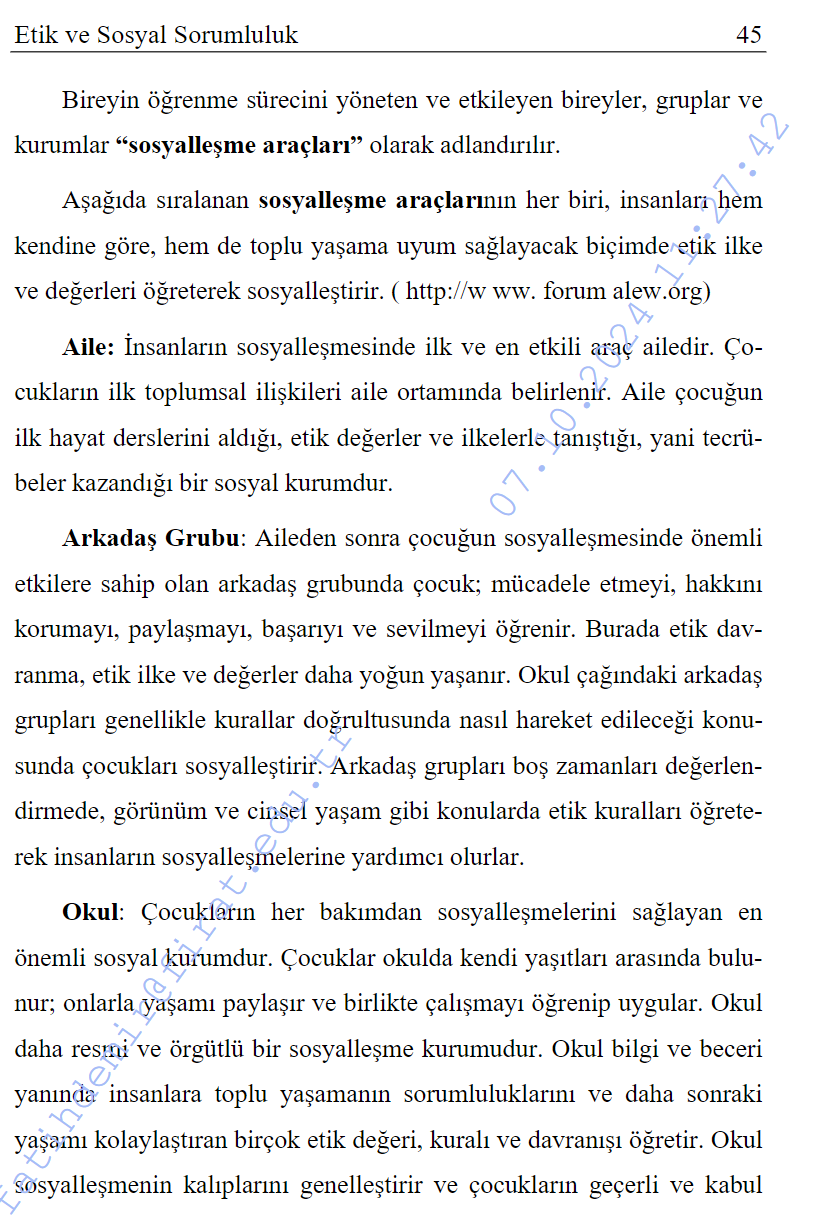 Etik ve Sosyal Sorumluluk 45
Bireyin öğrenme sürecini yöneten ve etkileyen bireyler, gruplar ve
kurumlar “sosyalleşme araçları” olarak adlandırılır.
Aşağıda sıralanan sosyalleşme araçlarının her biri, insanları hem
kendine göre, hem de toplu yaşama uyum sağlayacak biçimde etik ilke
ve değerleri öğreterek sosyalleştirir. ( http://w ww. forum alew.org)
Aile: İnsanların sosyalleşmesinde ilk ve en etkili araç ailedir. Ço-
cukların ilk toplumsal ilişkileri aile ortamında belirlenir. Aile çocuğun
ilk hayat derslerini aldığı, etik değerler ve ilkelerle tanıştığı, yani tecrü-
beler kazandığı bir sosyal kurumdur.
Arkadaş Grubu: Aileden sonra çocuğun sosyalleşmesinde önemli
etkilere sahip olan arkadaş grubunda çocuk; mücadele etmeyi, hakkını
korumayı, paylaşmayı, başarıyı ve sevilmeyi öğrenir. Burada etik dav-
ranma, etik ilke ve değerler daha yoğun yaşanır. Okul çağındaki arkadaş
grupları genellikle kurallar doğrultusunda nasıl hareket edileceği konu-
sunda çocukları sosyalleştirir. Arkadaş grupları boş zamanları değerlen-
dirmede, görünüm ve cinsel yaşam gibi konularda etik kuralları öğrete-
rek insanların sosyalleşmelerine yardımcı olurlar.
Okul: Çocukların her bakımdan sosyalleşmelerini sağlayan en
önemli sosyal kurumdur. Çocuklar okulda kendi yaşıtları arasında bulu-
nur; onlarla yaşamı paylaşır ve birlikte çalışmayı öğrenip uygular. Okul
daha resmi ve örgütlü bir sosyalleşme kurumudur. Okul bilgi ve beceri
yanında insanlara toplu yaşamanın sorumluluklarını ve daha sonraki
yaşamı kolaylaştıran birçok etik değeri, kuralı ve davranışı öğretir. Okul
sosyalleşmenin kalıplarını genelleştirir ve çocukların geçerli ve kabul
fatihdemir@firat.edu.tr
07.10.2024 11:27:42